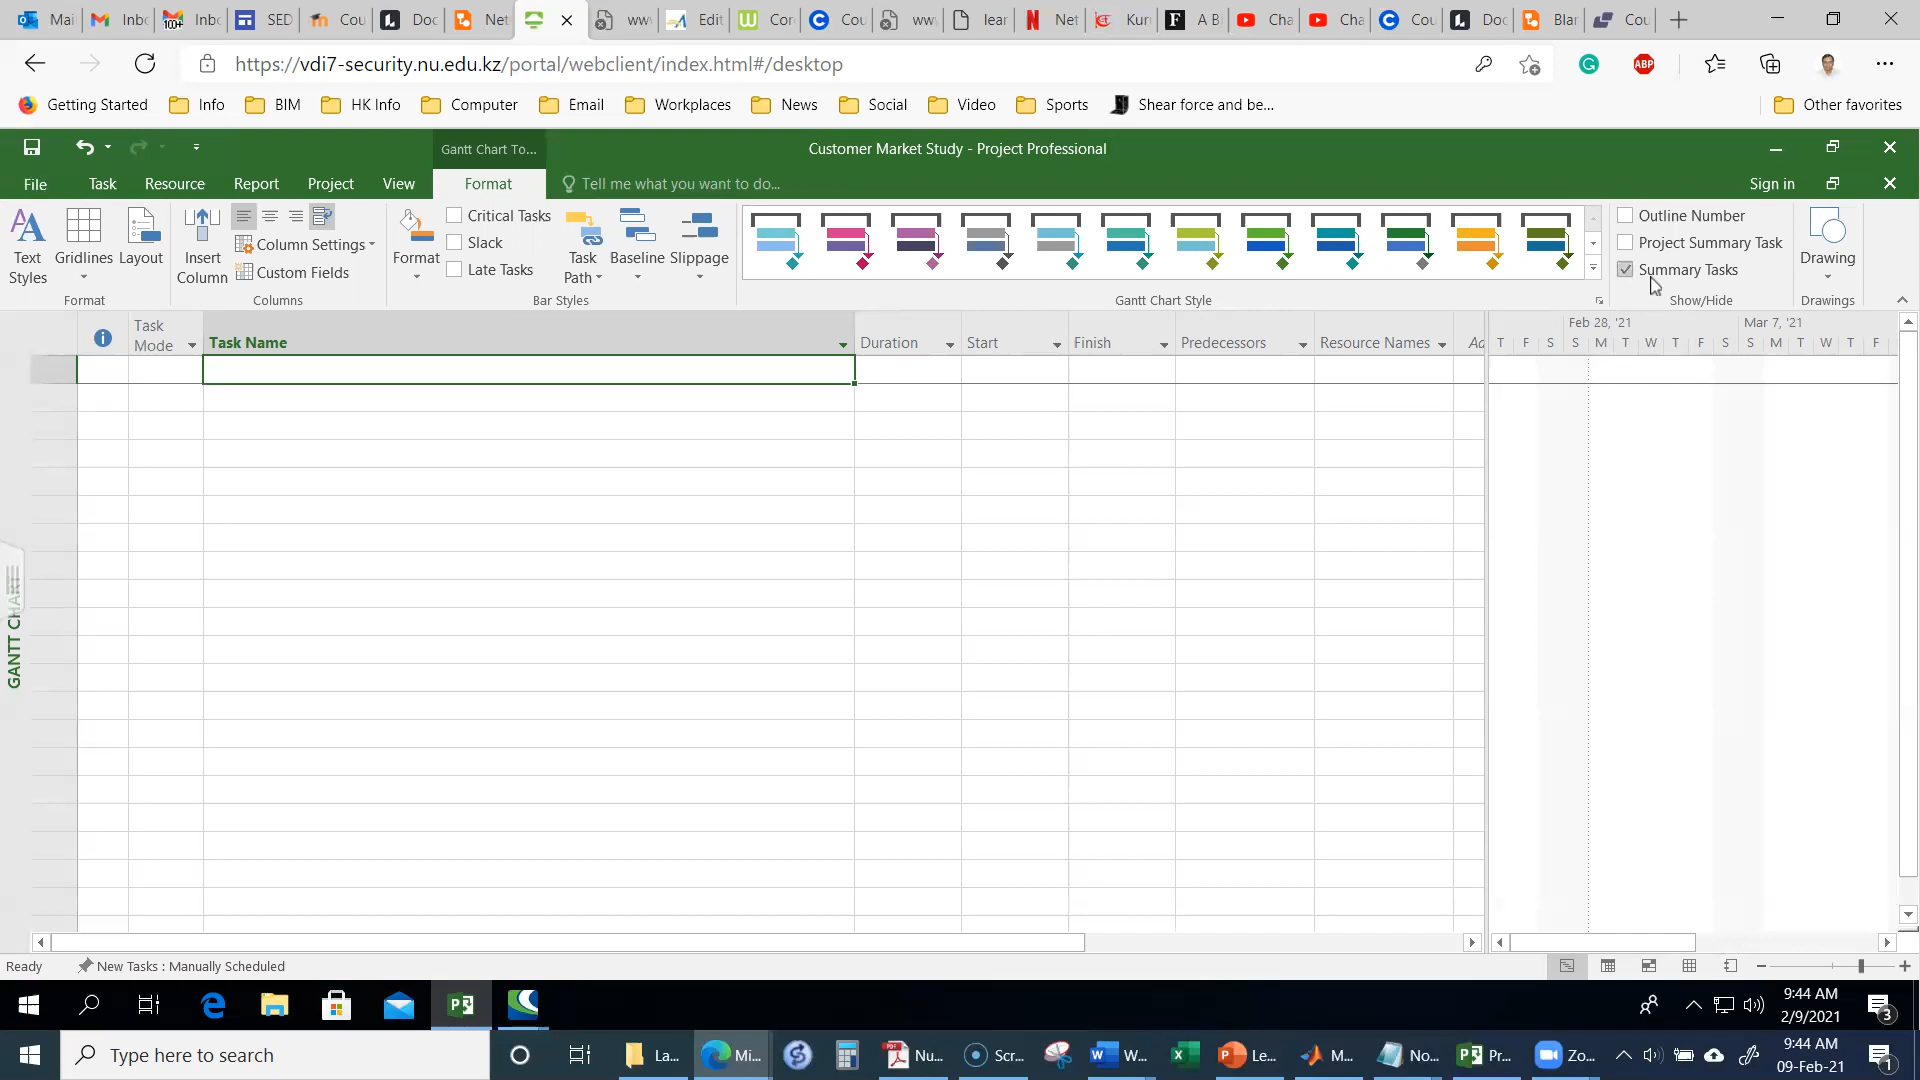 Mai Inbo Inbo SED Cou Doc Net www Edit Cor Cou www lear Net Kur A B Cha Cha Cou Doc Blar Cou
https://vdi7-security.nu.edu.kz/portal/webclient/index.html#/desktop
Getting Started Info BIM HK Info Computer Email Workplaces News Social Video Sports Shear force and be... Other favorites
Gantt Chart To... Customer Market Study - Project Professional
File Task Resource Report Project View Format Tell me what you want to do... Sign in
Text Styles Gridlines Layout
Format
Insert Column Column Settings Custom Fields
Columns
Format Critical Tasks Slack Late Tasks Task Path Baseline Slippage
Bar Styles
Gantt Chart Style
Outline Number
Project Summary Task
Summary Tasks
Show/Hide
Drawing
Drawings
Task Mode Task Name Duration Start Finish Predecessors Resource Names Ad
Feb 28, '21 Mar 7, '21
T F S S M T W T F S S M T W T F
GANTT CHART
Ready New Tasks : Manually Scheduled
9:44 AM
2/9/2021
3
Type here to search La... Mi... Nu... Scr... W... Le... M... No... Pr... Zo...
9:44 AM
09-Feb-21
1